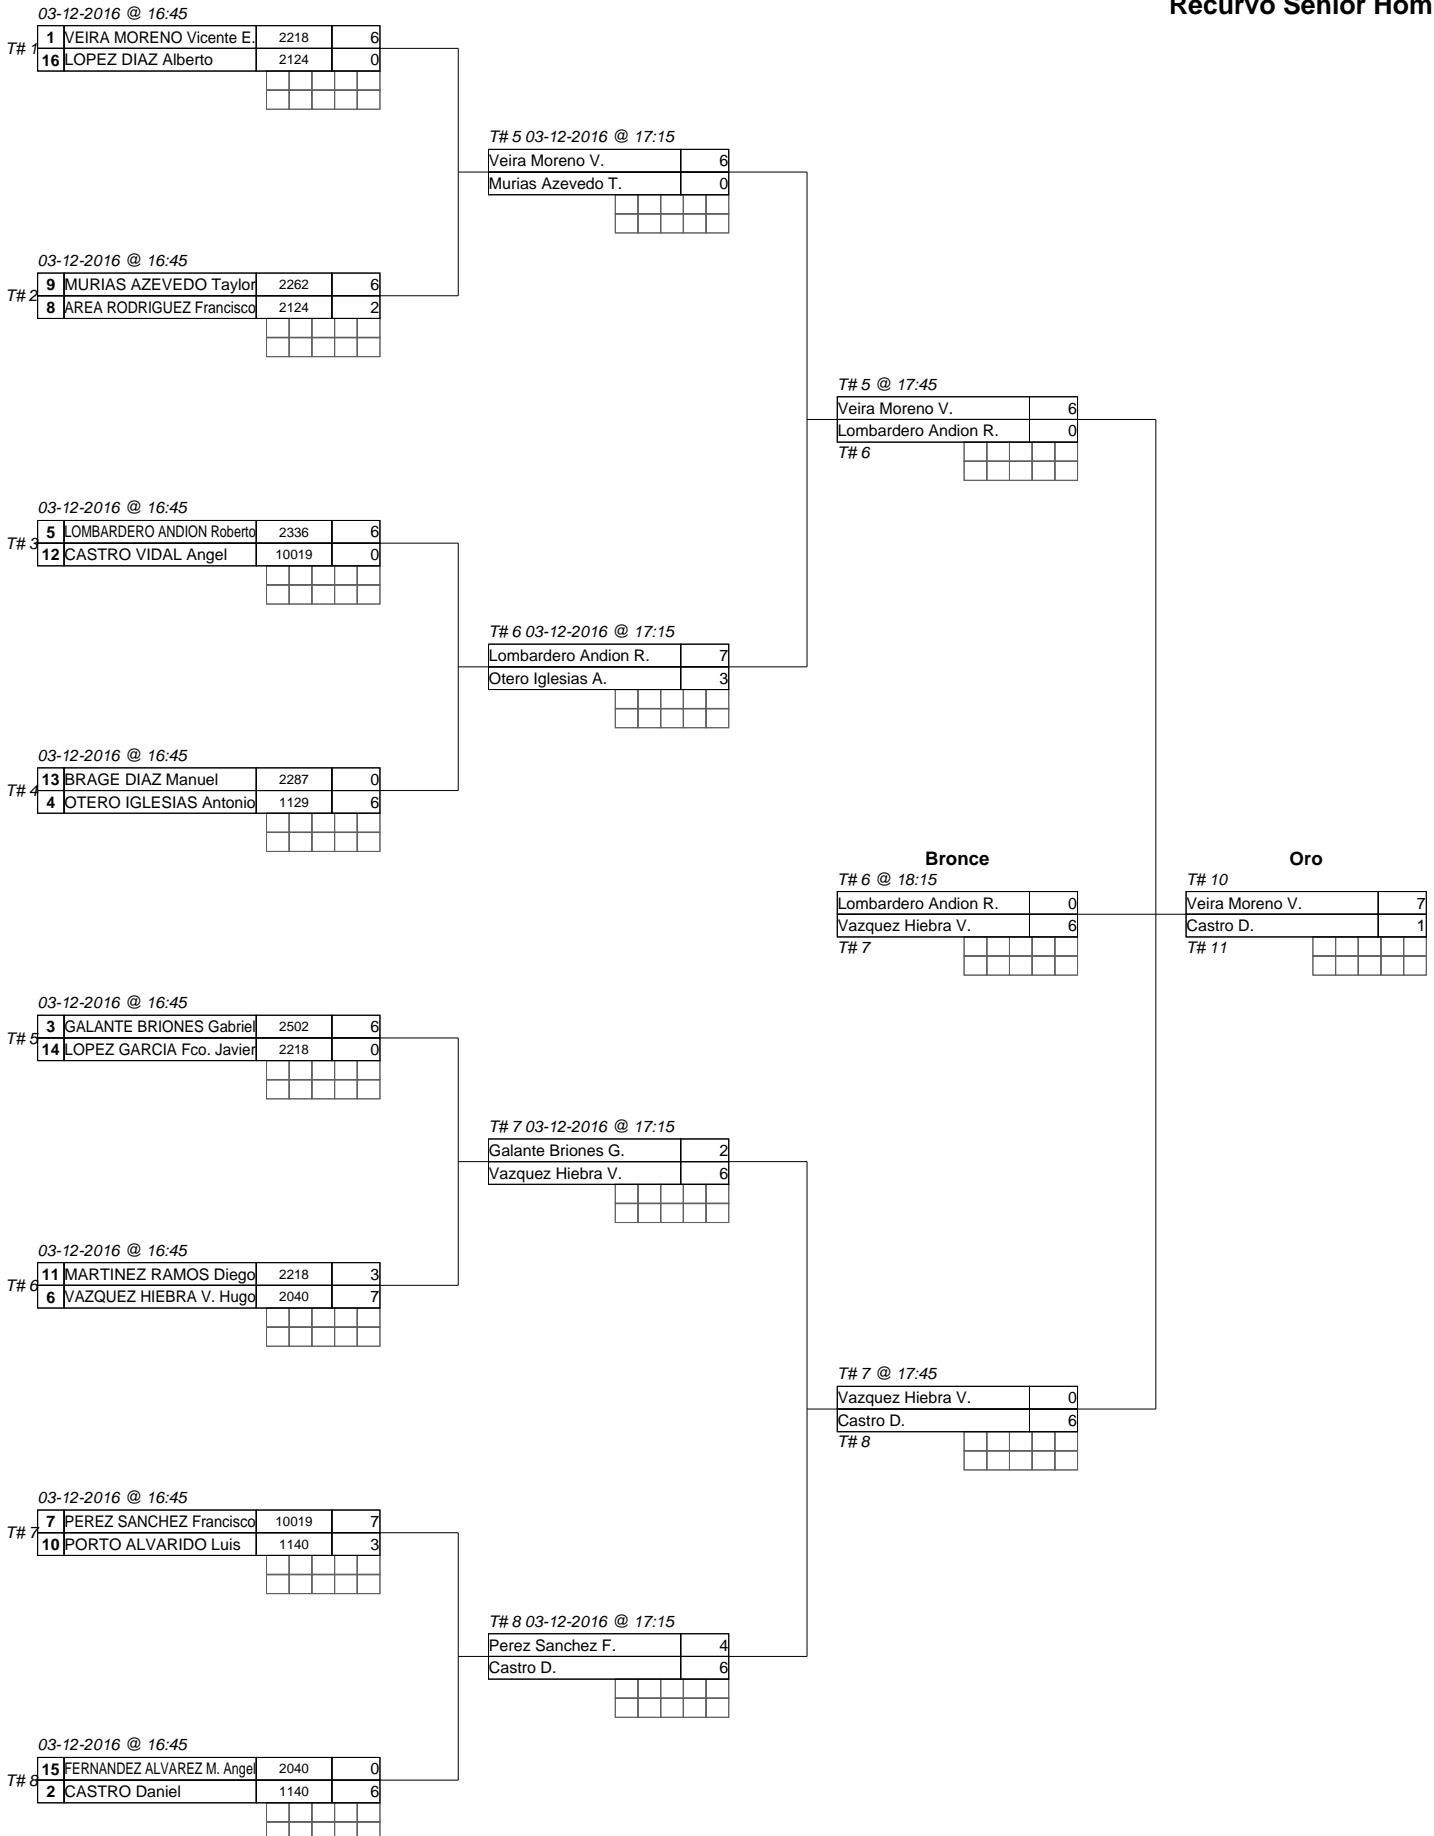 Recurvo Senior Hom
03-12-2016 @ 16:45
T# 1
1 VEIRA MORENO Vicente E. 2218 6
16 LOPEZ DIAZ Alberto 2124 0
T# 5 03-12-2016 @ 17:15
Veira Moreno V. 6
Murias Azevedo T. 0
03-12-2016 @ 16:45
T# 2
9 MURIAS AZEVEDO Taylor 2262 6
8 AREA RODRIGUEZ Francisco 2124 2
T# 5 @ 17:45
Veira Moreno V. 6
Lombardero Andion R. 0
T# 6
03-12-2016 @ 16:45
T# 3
5 LOMBARDERO ANDION Roberto 2336 6
12 CASTRO VIDAL Angel 10019 0
T# 6 03-12-2016 @ 17:15
Lombardero Andion R. 7
Otero Iglesias A. 3
03-12-2016 @ 16:45
T# 4
13 BRAGE DIAZ Manuel 2287 0
4 OTERO IGLESIAS Antonio 1129 6
Bronce
T# 6 @ 18:15
Lombardero Andion R. 0
Vazquez Hiebra V. 6
T# 7
Oro
T# 10
Veira Moreno V. 7
Castro D. 1
T# 11
03-12-2016 @ 16:45
T# 5
3 GALANTE BRIONES Gabriel 2502 6
14 LOPEZ GARCIA Fco. Javier 2218 0
T# 7 03-12-2016 @ 17:15
Galante Briones G. 2
Vazquez Hiebra V. 6
03-12-2016 @ 16:45
T# 6
11 MARTINEZ RAMOS Diego 2218 3
6 VAZQUEZ HIEBRA V. Hugo 2040 7
T# 7 @ 17:45
Vazquez Hiebra V. 0
Castro D. 6
T# 8
03-12-2016 @ 16:45
T# 7
7 PEREZ SANCHEZ Francisco 10019 7
10 PORTO ALVARIDO Luis 1140 3
T# 8 03-12-2016 @ 17:15
Perez Sanchez F. 4
Castro D. 6
03-12-2016 @ 16:45
T# 8
15 FERNANDEZ ALVAREZ M. Angel 2040 0
2 CASTRO Daniel 1140 6